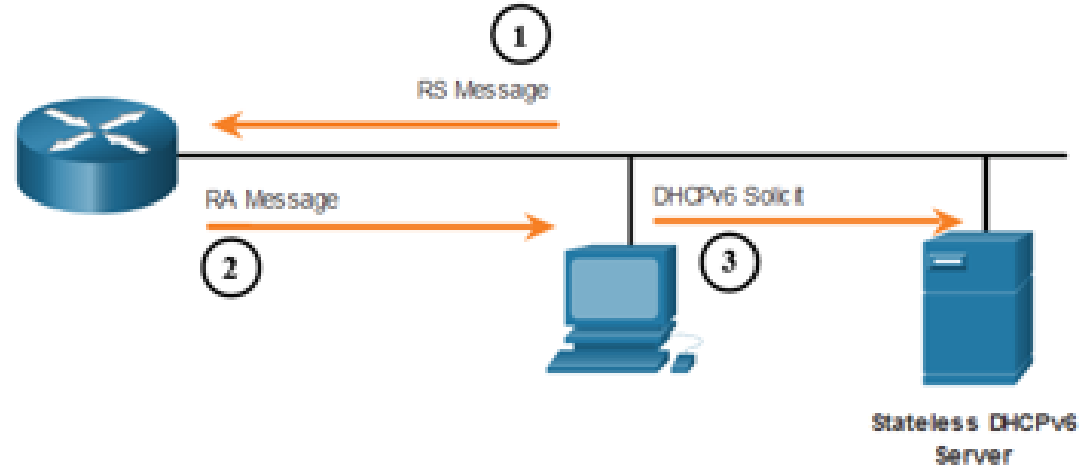 1
RS Message
RA Message
2
DHCPv6 Solicit
3
Stateless DHCPv6
Server